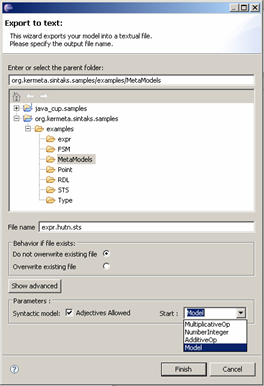 Export to text:
This wizard exports your model into a textual file.
Please specify the output file name.
Enter or select the parent folder:
org.kermeta.sintaks.samples/examples/MetaModels
java_cup.samples
org.kermeta.sintaks.samples
examples
expr
FSM
MetaModels
Point
RDL
STS
Type
File name expr.hutn.sts
Behavior if file exists:
Do not overwrite existing file
Overwrite existing file
Show advanced
Parameters :
Syntactic model: Adjectives Allowed Start : Model
MultiplicativeOp
NumberInteger
AdditiveOp
Model
? Finish Cancel